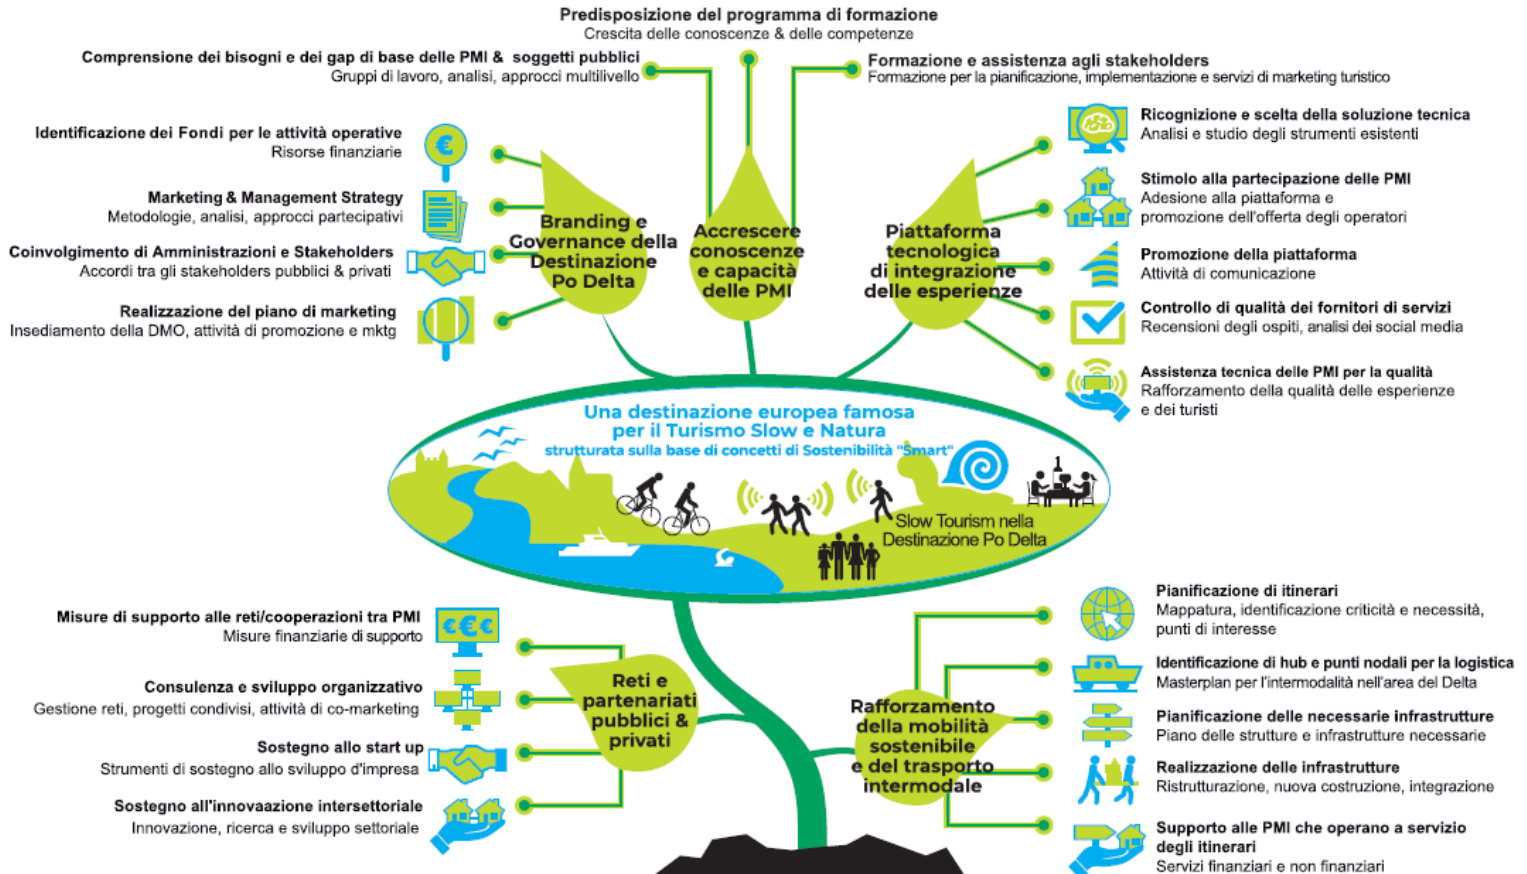 Predisposizione del programma di formazione
Crescita delle conoscenze & delle competenze
Comprensione dei bisogni e dei gap di base delle PMI & soggetti pubblici
Gruppi di lavoro, analisi, approcci multilivello
Formazione e assistenza agli stakeholders
Formazione per la pianificazione, implementazione e servizi di marketing turistico
Identificazione dei Fondi per le attività operative
Risorse finanziarie
Marketing & Management Strategy
Metodologie, analisi, approcci partecipativi
Coinvolgimento di Amministrazioni e Stakeholders
Accordi tra gli stakeholders pubblici & privati
Realizzazione del piano di marketing
Insediamento della DMO, attività di promozione e mktg
Branding e
Governance della
Destinazione
Po Delta
Accrescere
conoscenze
e capacità
delle PMI
Piattaforma
tecnologica
di integrazione
delle esperienze
Ricognizione e scelta della soluzione tecnica
Analisi e studio degli strumenti esistenti
Stimolo alla partecipazione delle PMI
Adesione alla piattaforma e
promozione dell'offerta degli operatori
Promozione della piattaforma
Attività di comunicazione
Controllo di qualità dei fornitori di servizi
Recensioni degli ospiti, analisi dei social media
Assistenza tecnica delle PMI per la qualità
Rafforzamento della qualità delle esperienze
e dei turisti
Una destinazione europea famosa
per il Turismo Slow e Natura
strutturata sulla base di concetti di Sostenibilità "Smart"
Slow Tourism nella
Destinazione Po Delta
Misure di supporto alle reti/cooperazioni tra PMI
Misure finanziarie di supporto
€€€
Consulenza e sviluppo organizzativo
Gestione reti, progetti condivisi, attività di co-marketing
Sostegno allo start up
Strumenti di sostegno allo sviluppo d'impresa
Sostegno all'innovaazione intersettoriale
Innovazione, ricerca e sviluppo settoriale
Reti e
partenariati
pubblici &
privati
Rafforzamento
della mobilità
sostenibile
e del trasporto
intermodale
Pianificazione di itinerari
Mappatura, identificazione criticità e necessità,
punti di interesse
Identificazione di hub e punti nodali per la logistica
Masterplan per l'intermodalità nell'area del Delta
Pianificazione delle necessarie infrastrutture
Piano delle strutture e infrastrutture necessarie
Realizzazione delle infrastrutture
Ristrutturazione, nuova costruzione, integrazione
Supporto alle PMI che operano a servizio
degli itinerari
Servizi finanziari e non finanziari
€